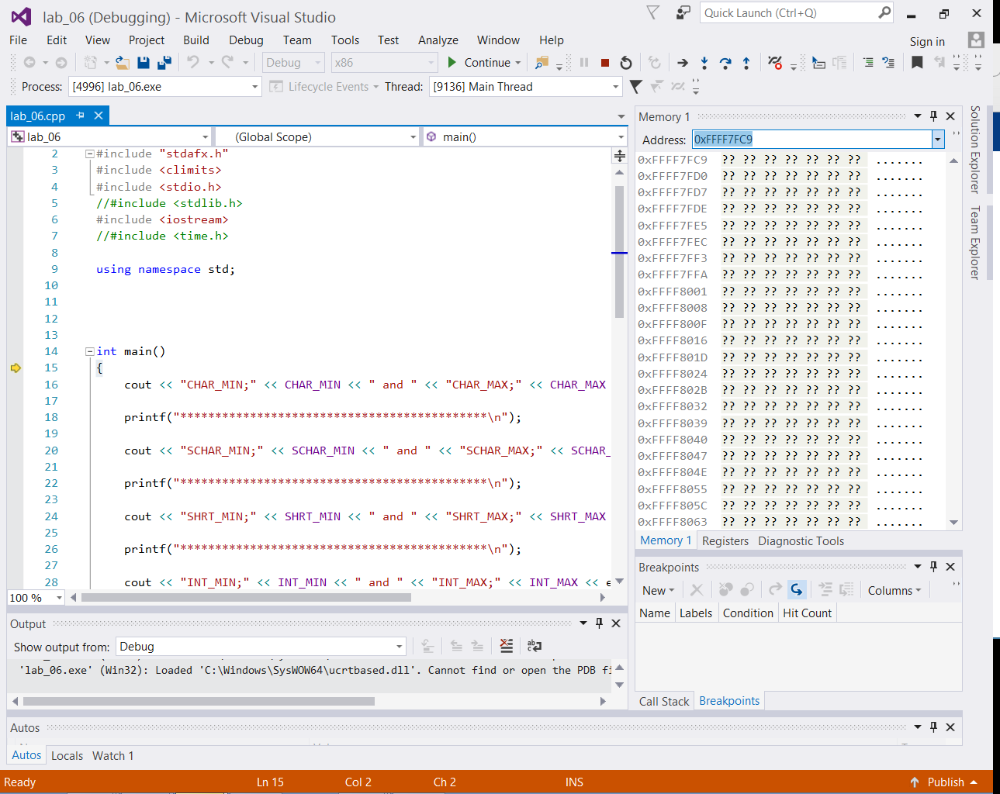 lab_06 (Debugging) - Microsoft Visual Studio
Quick Launch (Ctrl+Q)
File Edit View Project Build Debug Team Tools Test Analyze Window Help
Sign in
Debug x86 Continue
Process: [4996] lab_06.exe Lifecycle Events Thread: [9136] Main Thread
lab_06.cpp
lab_06 (Global Scope) main()
2 #include "stdafx.h"
3 #include <climits>
4 #include <stdio.h>
5 //#include <stdlib.h>
6 #include <iostream>
7 //#include <time.h>
8
9 using namespace std;
10
11
12
13
14 int main()
15 {
16 cout << "CHAR_MIN;" << CHAR_MIN << " and " << "CHAR_MAX;" << CHAR_MAX
17
18 printf("********************************************\n");
19
20 cout << "SCHAR_MIN;" << SCHAR_MIN << " and " << "SCHAR_MAX;" << SCHAR_
21
22 printf("********************************************\n");
23
24 cout << "SHRT_MIN;" << SHRT_MIN << " and " << "SHRT_MAX;" << SHRT_MAX
25
26 printf("********************************************\n");
27
28 cout << "INT_MIN;" << INT_MIN << " and " << "INT_MAX;" << INT_MAX << e
100 %
Memory 1
Address: 0xFFFF7FC9
0xFFFF7FC9 ?? ?? ?? ?? ?? ?? ?? .......
0xFFFF7FD0 ?? ?? ?? ?? ?? ?? ?? .......
0xFFFF7FD7 ?? ?? ?? ?? ?? ?? ?? .......
0xFFFF7FDE ?? ?? ?? ?? ?? ?? ?? .......
0xFFFF7FE5 ?? ?? ?? ?? ?? ?? ?? .......
0xFFFF7FEC ?? ?? ?? ?? ?? ?? ?? .......
0xFFFF7FF3 ?? ?? ?? ?? ?? ?? ?? .......
0xFFFF7FFA ?? ?? ?? ?? ?? ?? ?? .......
0xFFFF8001 ?? ?? ?? ?? ?? ?? ?? .......
0xFFFF8008 ?? ?? ?? ?? ?? ?? ?? .......
0xFFFF800F ?? ?? ?? ?? ?? ?? ?? .......
0xFFFF8016 ?? ?? ?? ?? ?? ?? ?? .......
0xFFFF801D ?? ?? ?? ?? ?? ?? ?? .......
0xFFFF8024 ?? ?? ?? ?? ?? ?? ?? .......
0xFFFF802B ?? ?? ?? ?? ?? ?? ?? .......
0xFFFF8032 ?? ?? ?? ?? ?? ?? ?? .......
0xFFFF8039 ?? ?? ?? ?? ?? ?? ?? .......
0xFFFF8040 ?? ?? ?? ?? ?? ?? ?? .......
0xFFFF8047 ?? ?? ?? ?? ?? ?? ?? .......
0xFFFF804E ?? ?? ?? ?? ?? ?? ?? .......
0xFFFF8055 ?? ?? ?? ?? ?? ?? ?? .......
0xFFFF805C ?? ?? ?? ?? ?? ?? ?? .......
0xFFFF8063 ?? ?? ?? ?? ?? ?? ?? .......
Memory 1 Registers Diagnostic Tools
Solution Explorer
Team Explorer
Breakpoints
New Columns
Name Labels Condition Hit Count
Call Stack Breakpoints
Output
Show output from: Debug
'lab_06.exe' (Win32): Loaded 'C:\Windows\SysWOW64\ucrtbased.dll'. Cannot find or open the PDB fi
Autos
Autos Locals Watch 1
Ready Ln 15 Col 2 Ch 2 INS Publish